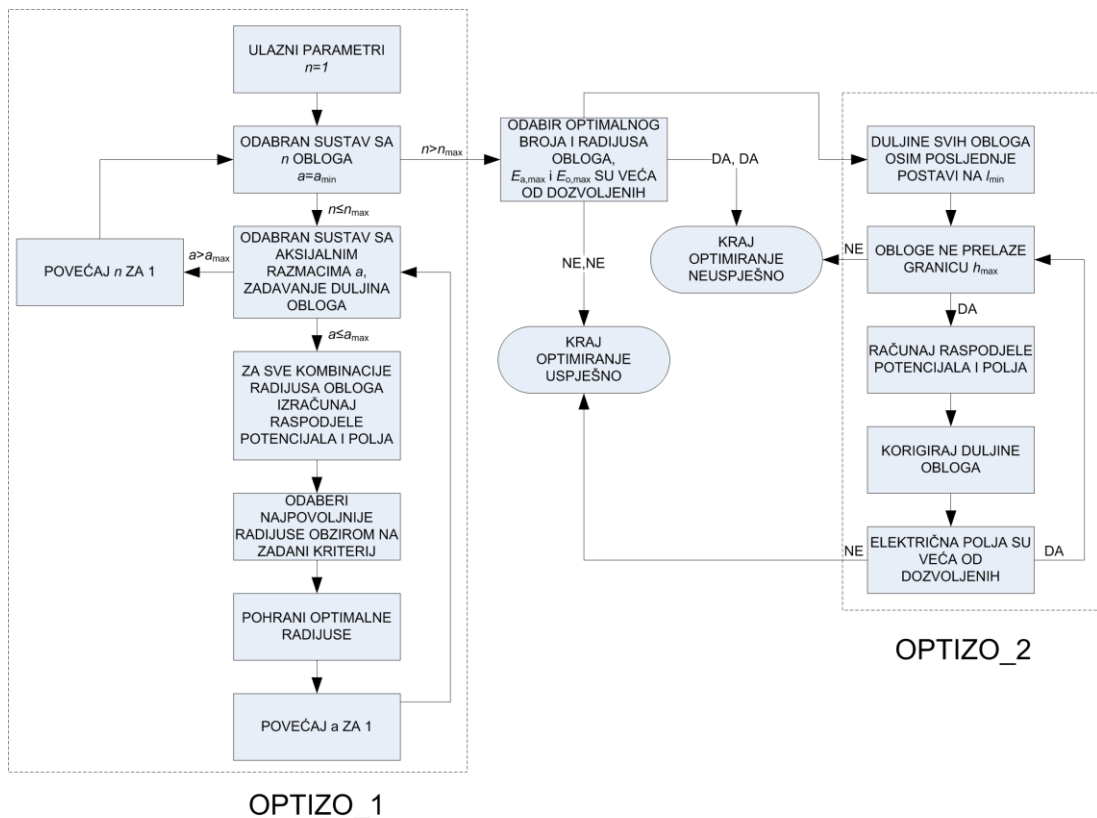 ULAZNI PARAMETRI
n=1
ODABRAN SUSTAV SA
n OBLOGA
a=amin
n>nmax
n≤nmax
POVEĆAJ n ZA 1
a>amax
ODABRAN SUSTAV SA
AKSIJALNIM
RAZMACIMA a,
ZADAVANJE DULJINA
OBLOGA
a≤amax
ZA SVE KOMBINACIJE
RADIJUSA OBLOGA
IZRAČUNAJ
RASPODJELE
POTENCIJALA I POLJA
ODABERI
NAJPOVOLJNIJE
RADIJUSE OBZIROM NA
ZADANI KRITERIJ
POHRANI OPTIMALNE
RADIJUSE
POVEĆAJ a ZA 1
OPTIZO_1
ODABIR OPTIMALNOG
BROJA I RADIJUSA
OBLOGA,
Ea,max i Eo,max SU VEĆA
OD DOZVOLJENIH
DA, DA
NE,NE
KRAJ
OPTIMIRANJE
NEUSPJEŠNO
KRAJ
OPTIMIRANJE
USPJEŠNO
DULJINE SVIH OBLOGA
OSIM POSLJEDNJE
POSTAVI NA lmin
NE
OBLOGE NE PRELAZE
GRANICU hmax
DA
RAČUNAJ RASPODJELE
POTENCIJALA I POLJA
KORIGIRAJ DULJINE
OBLOGA
NE
ELEKTRIČNA POLJA SU
VEĆA OD
DOZVOLJENIH
DA
OPTIZO_2